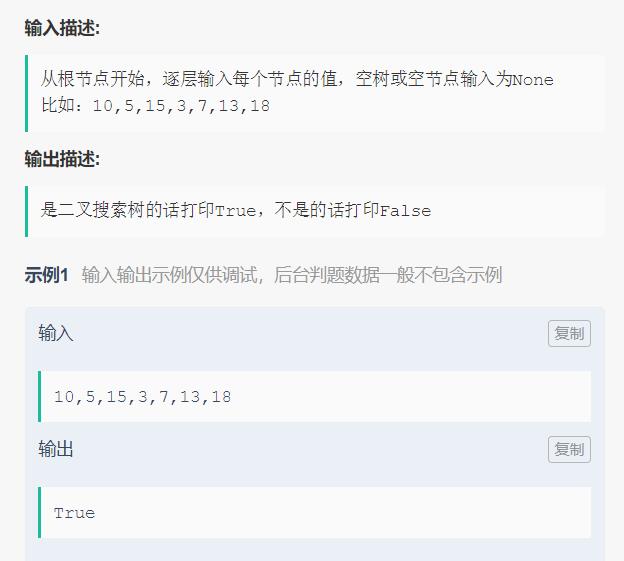 输入描述:
从根节点开始，逐层输入每个节点的值，空树或空节点输入为None
比如：10,5,15,3,7,13,18
输出描述:
是二叉搜索树的话打印True，不是的话打印False
示例1 输入输出示例仅供调试，后台判题数据一般不包含示例
输入 复制
10,5,15,3,7,13,18
输出 复制
True